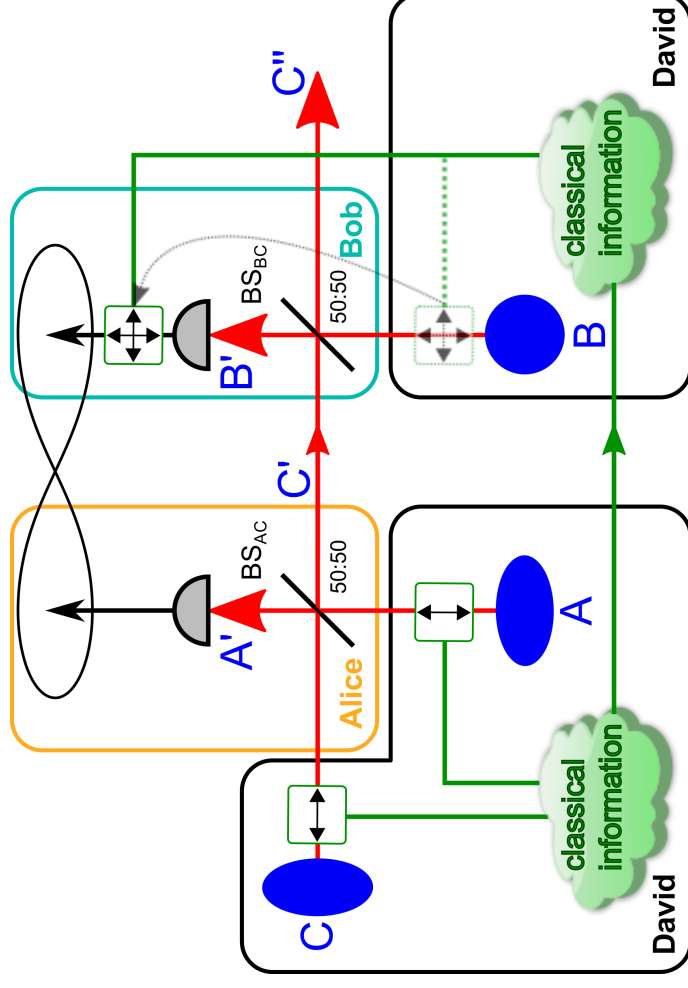 A'
B'
BS_AC
BS_BC
C'
C"
C
50:50
50:50
Alice
Bob
A
B
classical
information
classical
information
David
David